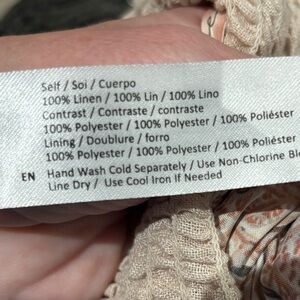 Self / Soi / Cuerpo
100% Linen / 100% Lin / 100% Lino
Contrast / Contraste / contraste
100% Polyester / 100% Polyester / 100% Poliéster
Lining / Doublure / forro
100% Polyester / 100% Polyester / 100% Poliéster
EN Hand Wash Cold Separately / Use Non-Chlorine
Line Dry / Use Cool Iron If Needed